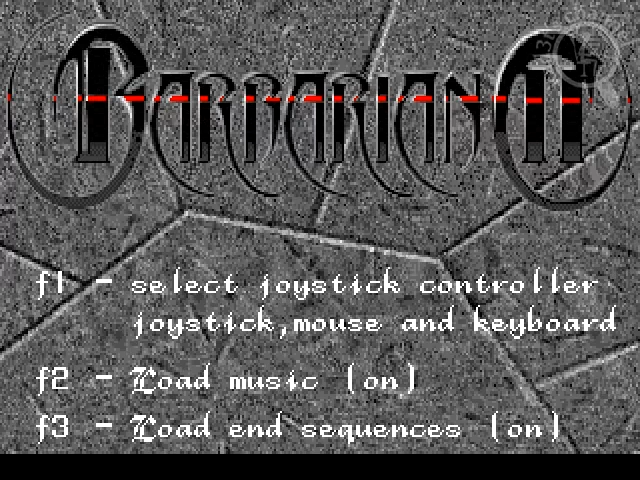 Barbarian II
f1 - select joystick controller
joystick,mouse and keyboard
f2 - Load music (on)
f3 - Load end sequences (on)